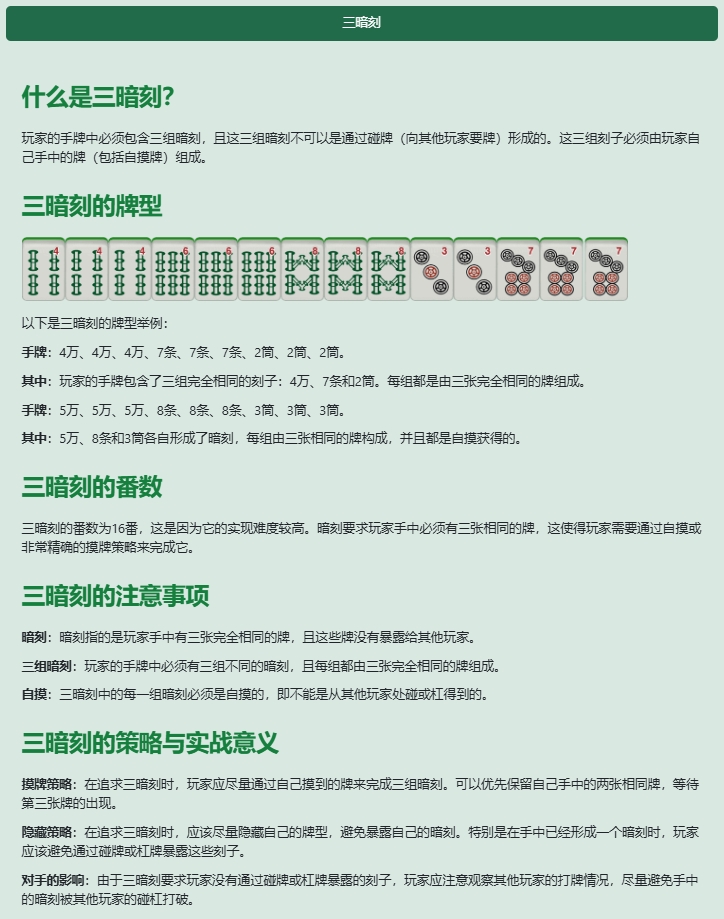 三暗刻
什么是三暗刻？
玩家的手牌中必须包含三组暗刻，且这三组暗刻不可以是通过碰牌（向其他玩家要牌）形成的。这三组刻子必须由玩家自
己手中的牌（包括自摸牌）组成。
三暗刻的牌型
4 4 4 6 6 6 8 8 8 3 3 7 7 7
以下是三暗刻的牌型举例：
手牌：4万、4万、4万、7条、7条、7条、2筒、2筒、2筒。
其中：玩家的手牌包含了三组完全相同的刻子：4万、7条和2筒。每组都是由三张完全相同的牌组成。
手牌：5万、5万、5万、8条、8条、8条、3筒、3筒、3筒。
其中：5万、8条和3筒各自形成了暗刻，每组由三张相同的牌构成，并且都是自摸获得的。
三暗刻的番数
三暗刻的番数为16番，这是因为它的实现难度较高。暗刻要求玩家手中必须有三张相同的牌，这使得玩家需要通过自摸或
非常精确的摸牌策略来完成它。
三暗刻的注意事项
暗刻：暗刻指的是玩家手中有三张完全相同的牌，且这些牌没有暴露给其他玩家。
三组暗刻：玩家的手牌中必须有三组不同的暗刻，且每组都由三张完全相同的牌组成。
自摸：三暗刻中的每一组暗刻必须是自摸的，即不能是从其他玩家处碰或杠得到的。
三暗刻的策略与实战意义
摸牌策略：在追求三暗刻时，玩家应尽量通过自己摸到的牌来完成三组暗刻。可以优先保留自己手中的两张相同牌，等待
第三张牌的出现。
隐藏策略：在追求三暗刻时，应该尽量隐藏自己的牌型，避免暴露自己的暗刻。特别是在手中已经形成一个暗刻时，玩家
应该避免通过碰牌或杠牌暴露这些刻子。
对手的影响：由于三暗刻要求玩家没有通过碰牌或杠牌暴露的刻子，玩家应注意观察其他玩家的打牌情况，尽量避免手中
的暗刻被其他玩家的碰杠打破。